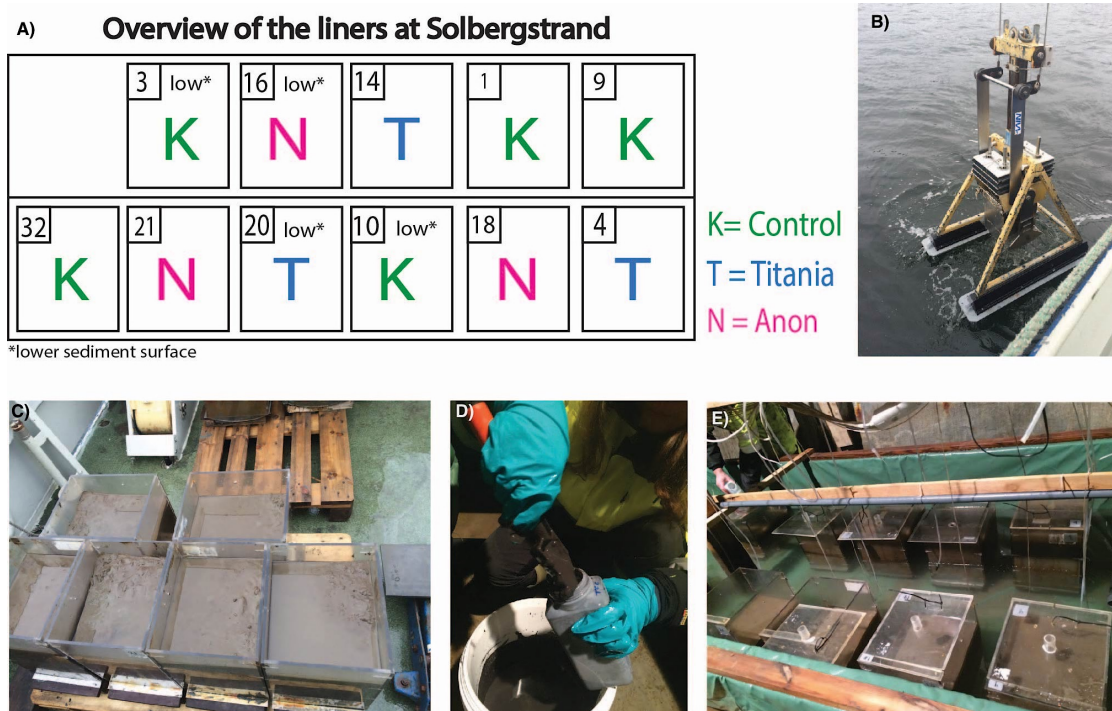 A)
Overview of the liners at Solbergstrand
3 low*
16 low*
14
1
9
K
N
T
K
K
32
21
20 low*
10 low*
18
4
K
N
T
K
N
T
K= Control
T = Titania
N = Anon
*lower sediment surface
B)
C)
D)
E)